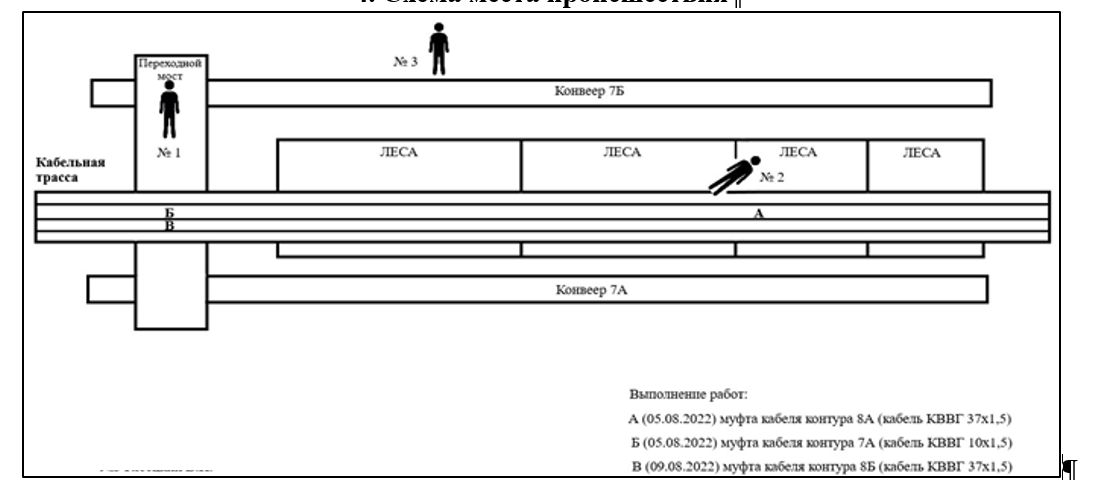 4. Схема места происшествия
№ 3
Переходной
мост
Конвеер 7Б
№ 1
ЛЕСА
ЛЕСА
ЛЕСА
ЛЕСА
Кабельная
трасса
№ 2
Б
А
В
Конвеер 7А
Выполнение работ:
А (05.08.2022) муфта кабеля контура 8А (кабель КВВГ 37х1,5)
Б (05.08.2022) муфта кабеля контура 7А (кабель КВВГ 10х1,5)
В (09.08.2022) муфта кабеля контура 8Б (кабель КВВГ 37х1,5)